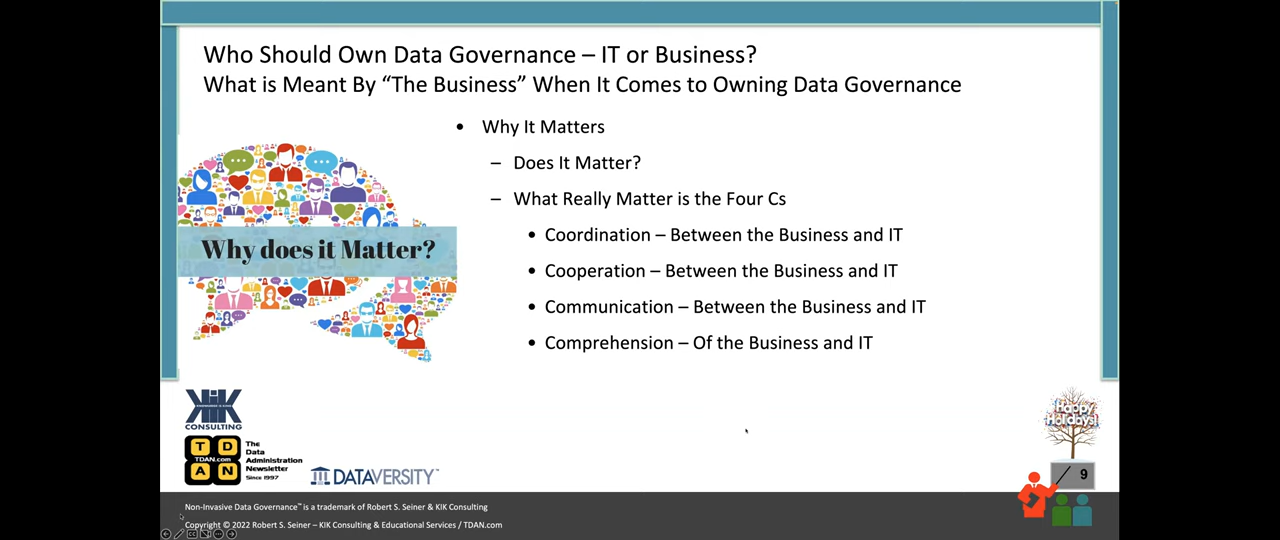 Who Should Own Data Governance – IT or Business?
What is Meant By “The Business” When It Comes to Owning Data Governance
• Why It Matters
– Does It Matter?
– What Really Matter is the Four Cs
• Coordination – Between the Business and IT
• Cooperation – Between the Business and IT
• Communication – Between the Business and IT
• Comprehension – Of the Business and IT
Why does it Matter?
KIK
CONSULTING
T D
TDAN.com
A N
The
Data
Administration
Newsletter
Since 1997
DATAVERSITY™
Happy
Holidays!
/ 9
Non-Invasive Data Governance™ is a trademark of Robert S. Seiner & KIK Consulting
Copyright © 2022 Robert S. Seiner – KIK Consulting & Educational Services / TDAN.com